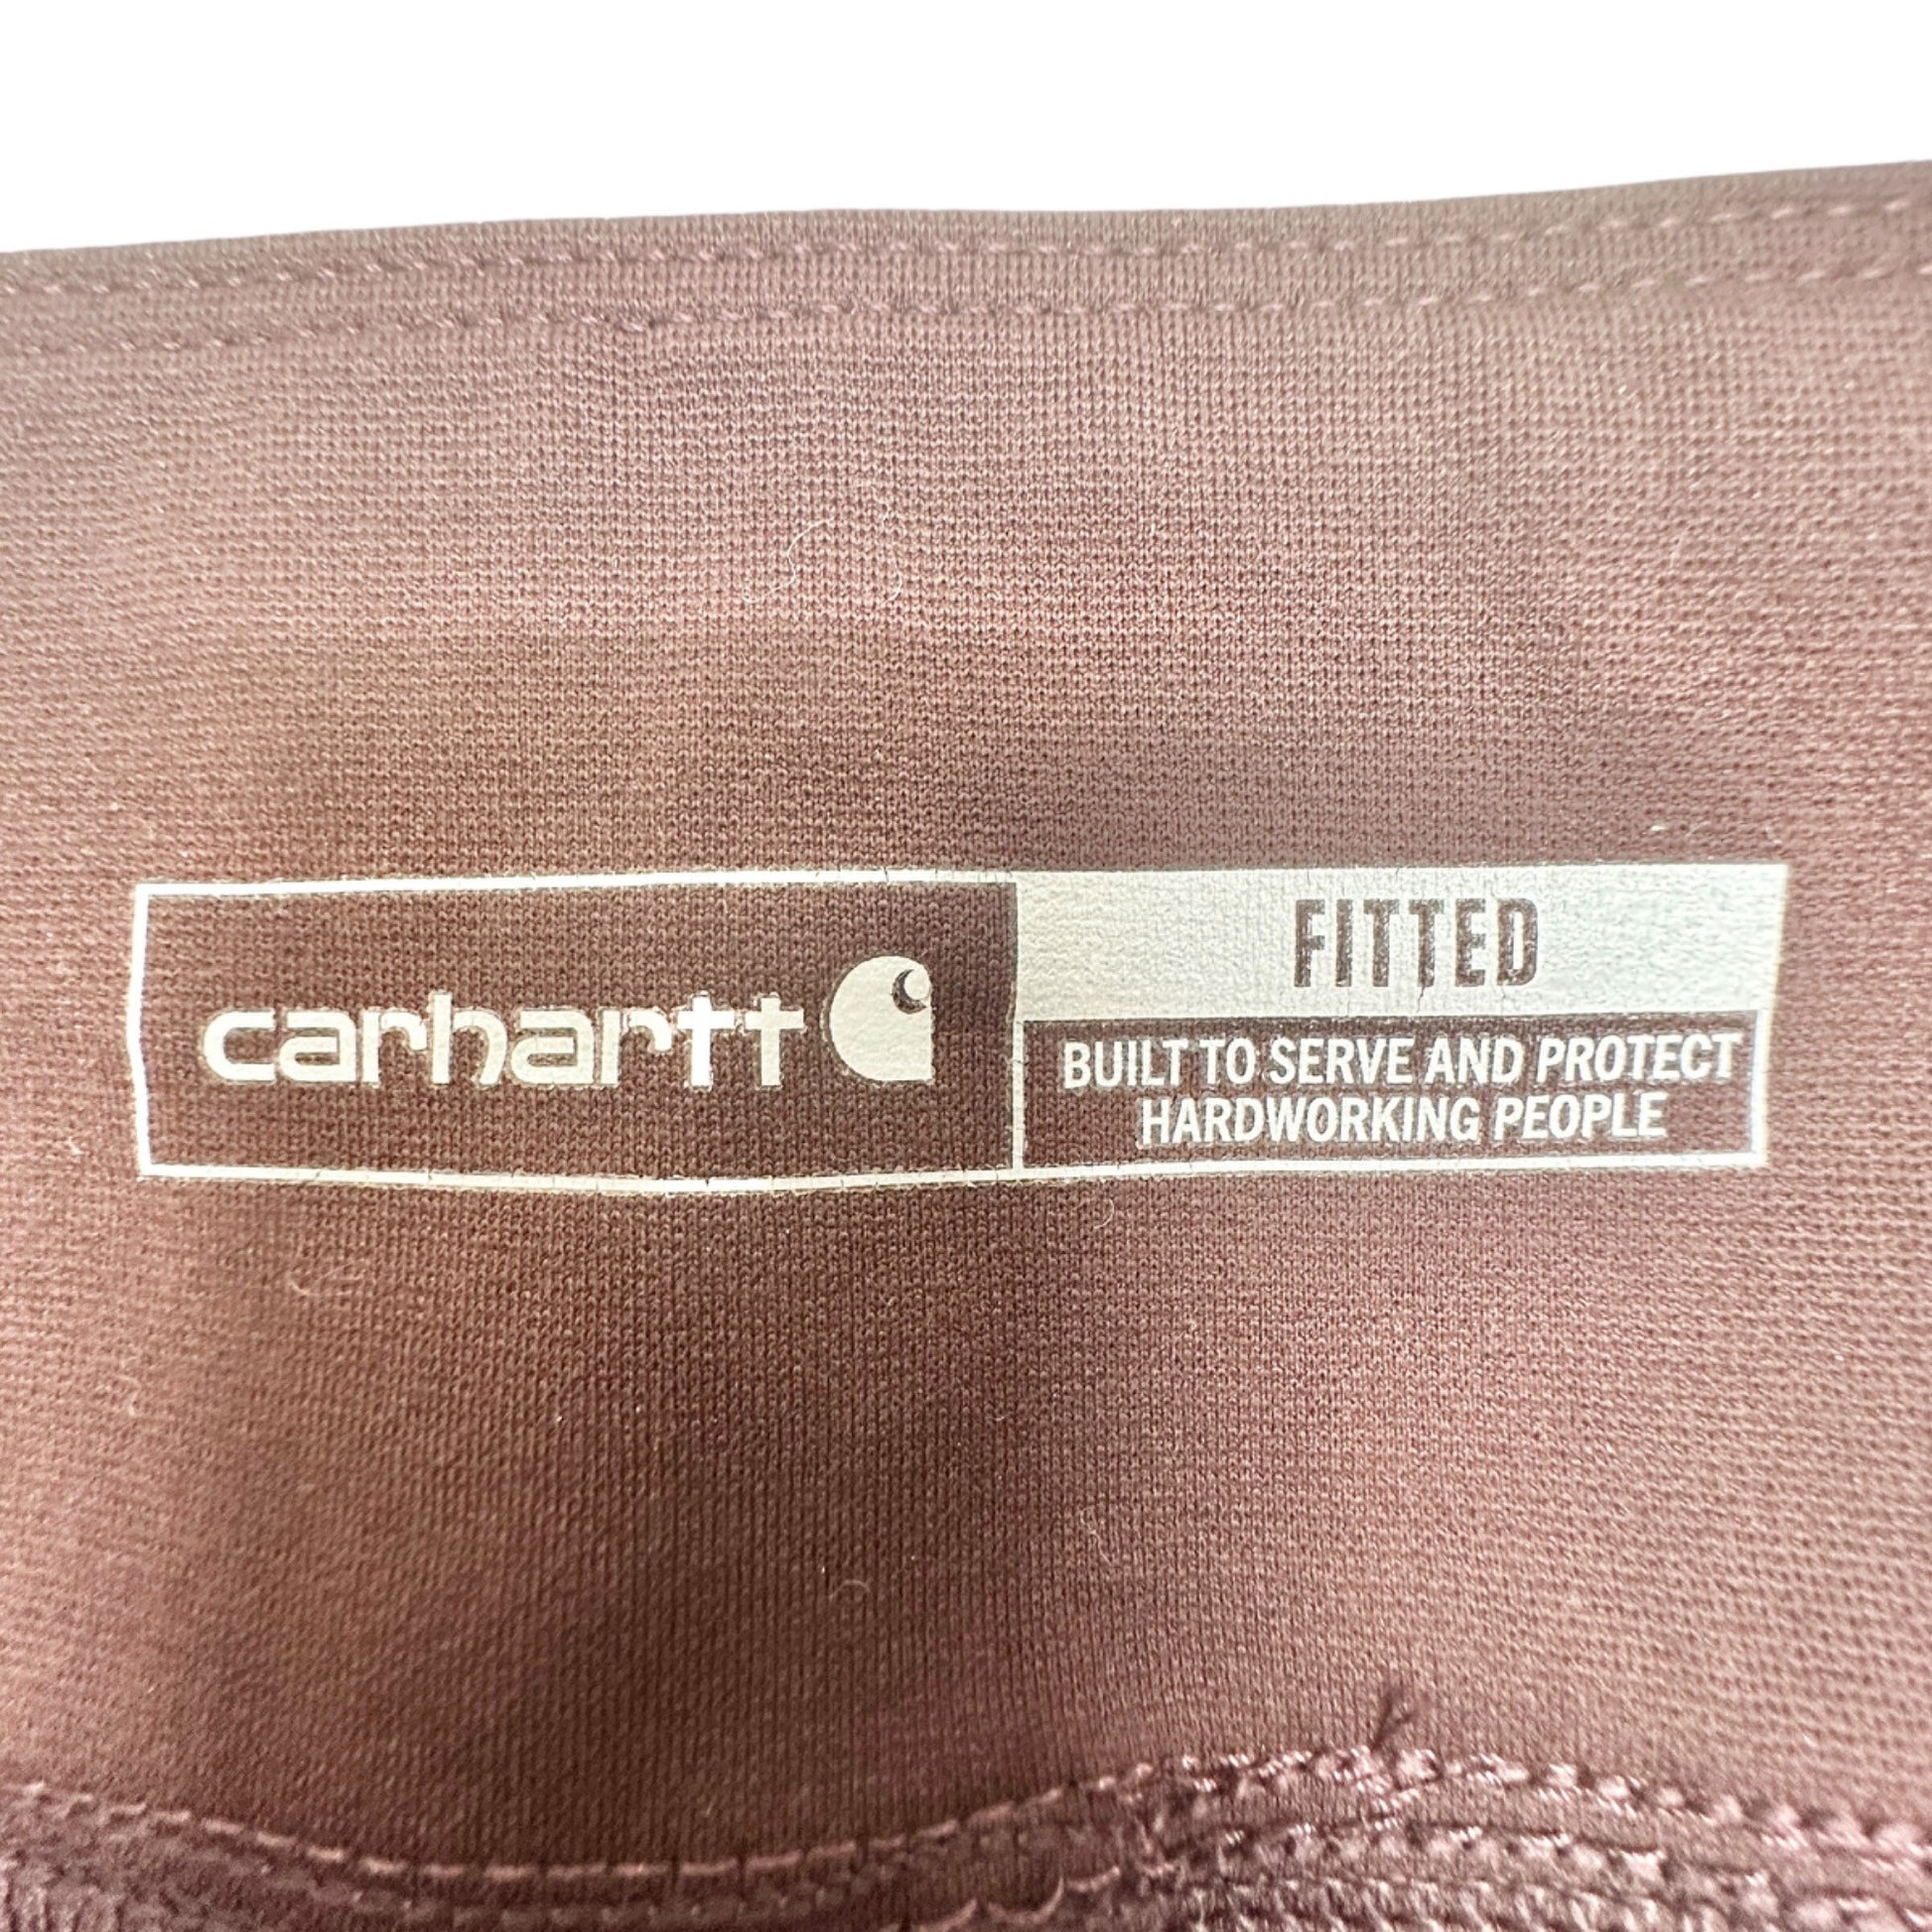 carhartt
FITTED
BUILT TO SERVE AND PROTECT
HARDWORKING PEOPLE